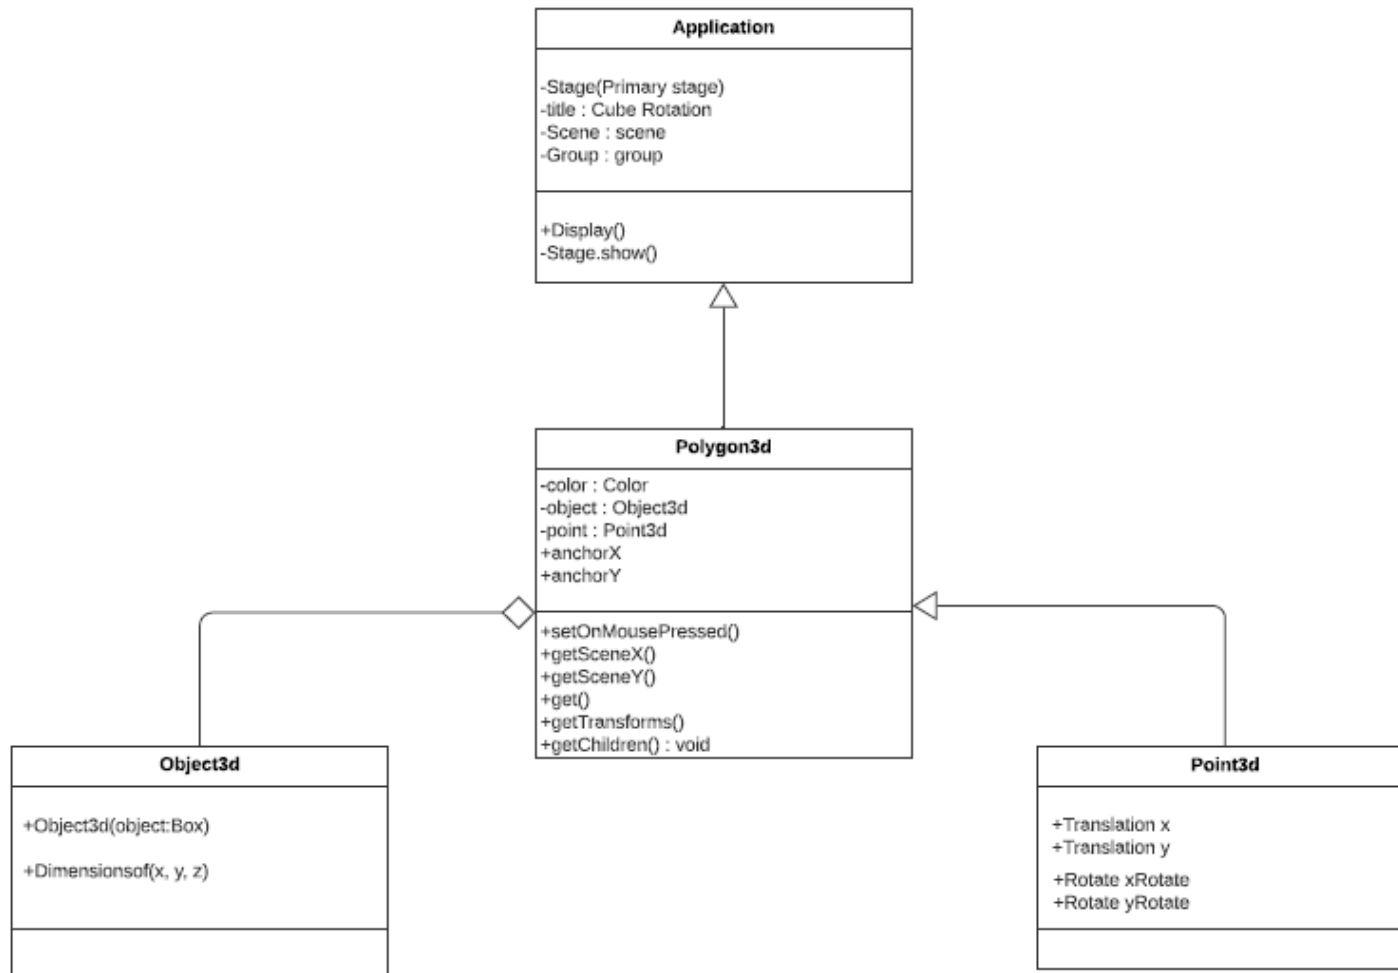 Application
-Stage(Primary stage)
-title : Cube Rotation
-Scene : scene
-Group : group
+Display()
-Stage.show()
Polygon3d
-color : Color
-object : Object3d
-point : Point3d
+anchorX
+anchorY
+setOnMousePressed()
+getSceneX()
+getSceneY()
+get()
+getTransforms()
+getChildren() : void
Object3d
+Object3d(object:Box)
+Dimensionsof(x, y, z)
Point3d
+Translation x
+Translation y
+Rotate xRotate
+Rotate yRotate